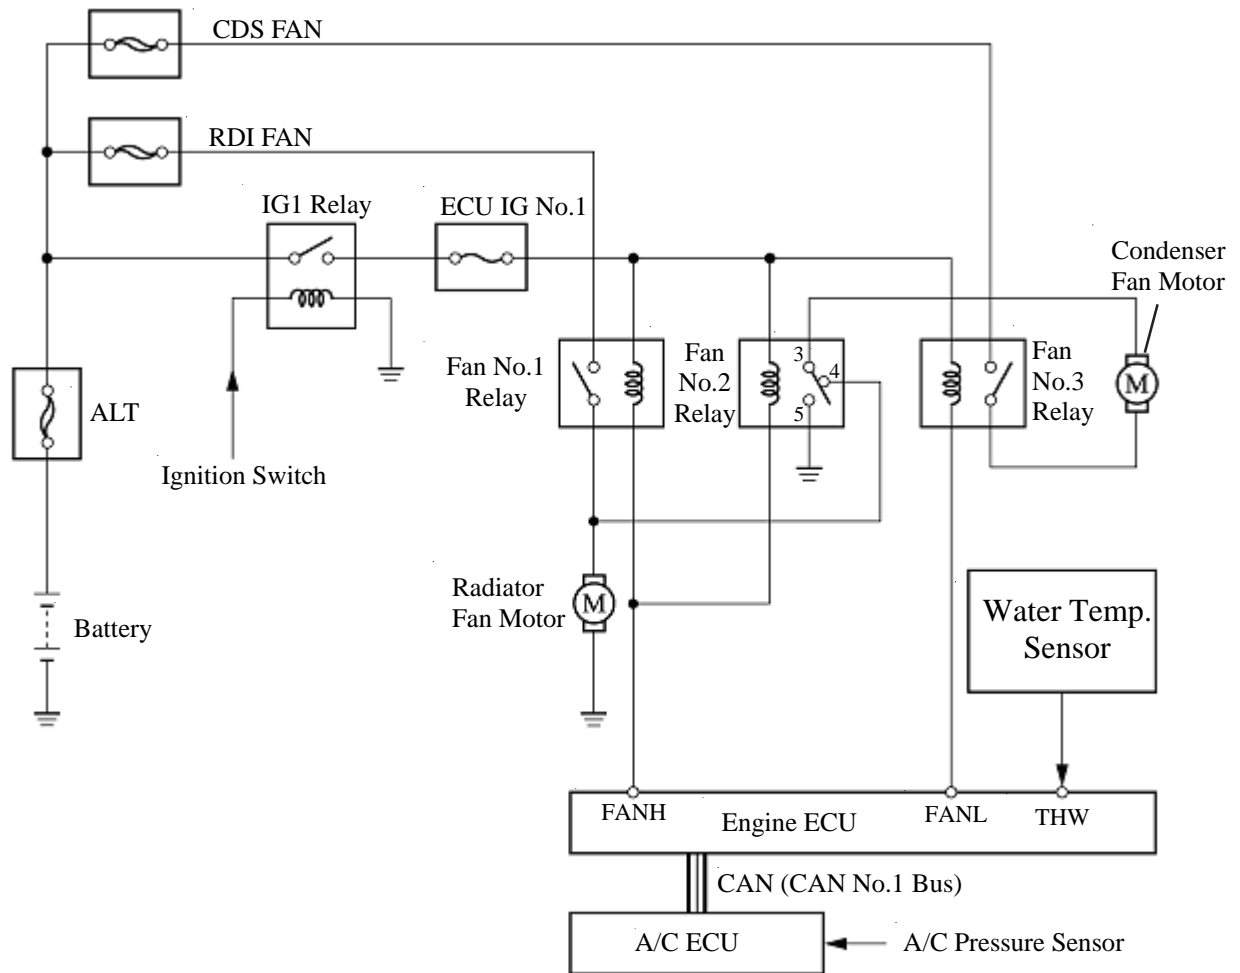 CDS FAN
RDI FAN
IG1 Relay
ECU IG No.1
Condenser
Fan Motor
Fan No.1
Relay
Fan
No.2
Relay
3
4
5
Fan
No.3
Relay
M
ALT
Ignition Switch
Battery
Radiator
Fan Motor
M
Water Temp.
Sensor
FANH
Engine ECU
FANL
THW
CAN (CAN No.1 Bus)
A/C ECU
A/C Pressure Sensor